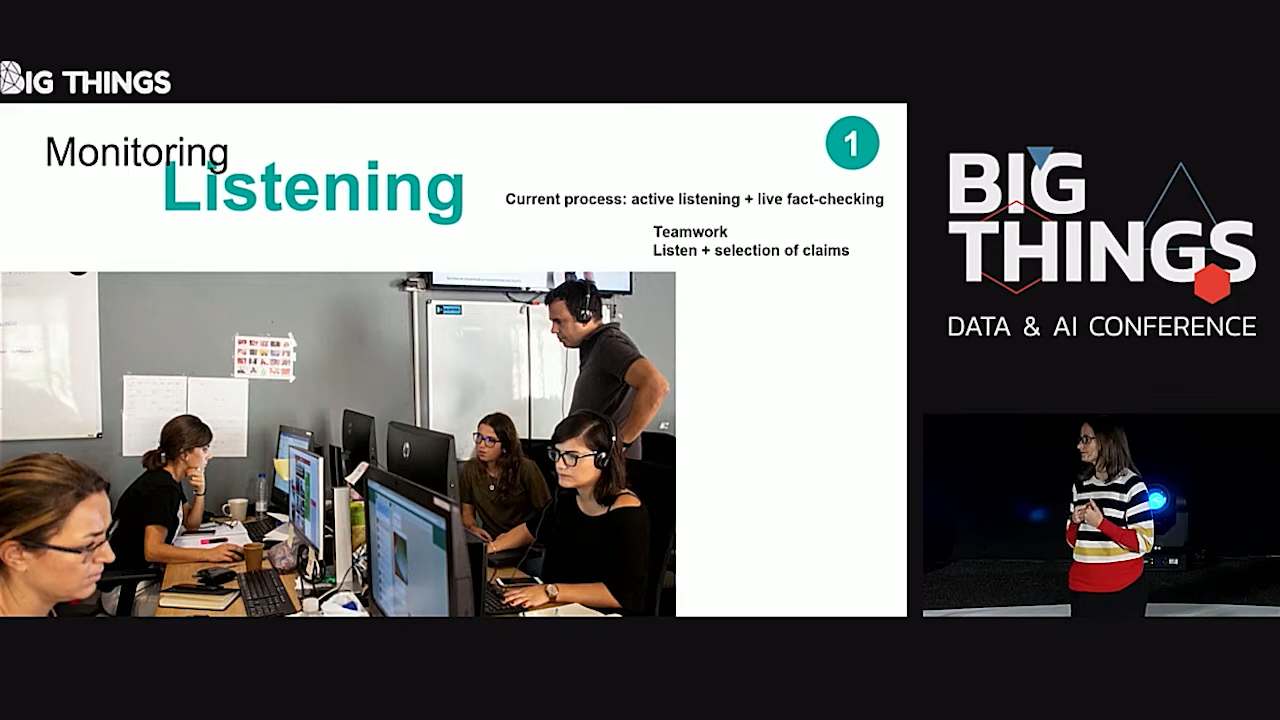 BIG THINGS
Monitoring
Listening
1
Current process: active listening + live fact-checking
Teamwork
Listen + selection of claims
hp
BIG
THINGS
DATA & AI CONFERENCE